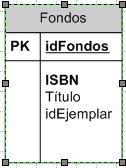 Fondos
PK idFondos
ISBN
Título
idEjemplar